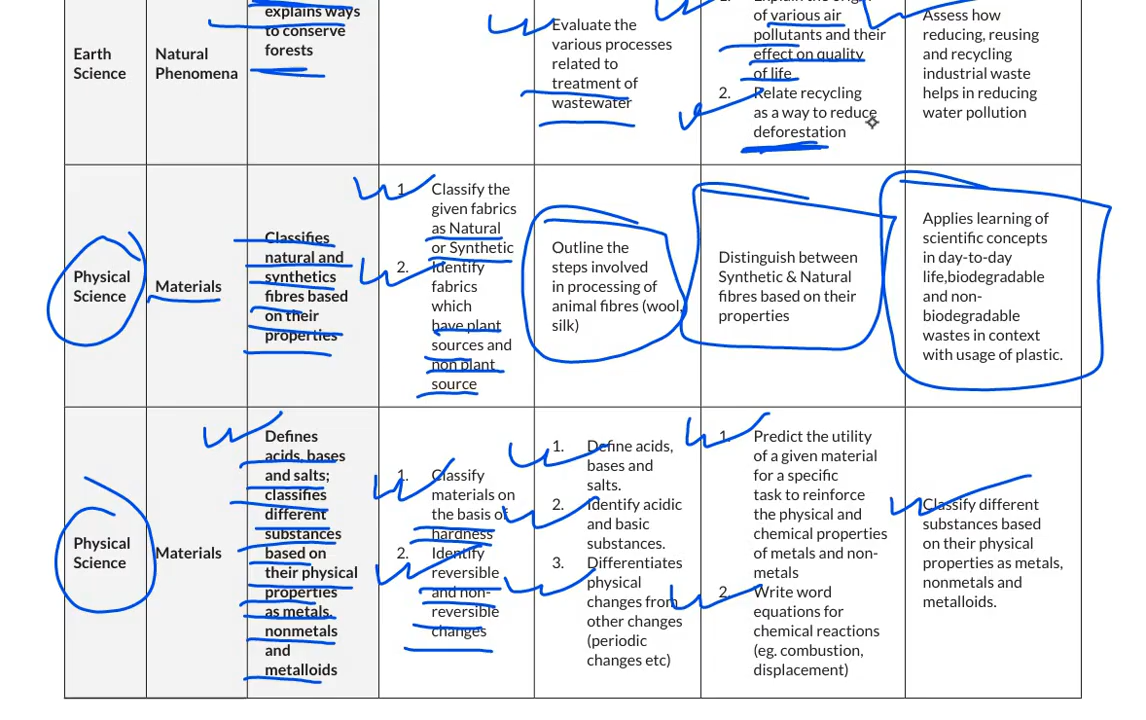 Earth
Science
Natural
Phenomena
explains ways
to conserve
forests
Evaluate the
various processes
related to
treatment of
wastewater
of various air
pollutants and their
effect on quality
of life
2. Relate recycling
as a way to reduce
deforestation
Assess how
reducing, reusing
and recycling
industrial waste
helps in reducing
water pollution
Physical
Science
Materials
Classifies
natural and
synthetics
fibres based
on their
properties
1. Classify the
given fabrics
as Natural
or Synthetic
2. Identify
fabrics
which
have plant
sources and
non plant
source
Outline the
steps involved
in processing of
animal fibres (wool,
silk)
Distinguish between
Synthetic & Natural
fibres based on their
properties
Applies learning of
scientific concepts
in day-to-day
life,biodegradable
and non-
biodegradable
wastes in context
with usage of plastic.
Physical
Science
Materials
Defines
acids, bases
and salts;
classifies
different
substances
based on
their physical
properties
as metals,
nonmetals
and
metalloids
1. Classify
materials on
the basis of
hardness
2. Identify
reversible
and non-
reversible
changes
1. Define acids,
bases and
salts.
2. Identify acidic
and basic
substances.
3. Differentiates
physical
changes from
other changes
(periodic
changes etc)
1. Predict the utility
of a given material
for a specific
task to reinforce
the physical and
chemical properties
of metals and non-
metals
2. Write word
equations for
chemical reactions
(eg. combustion,
displacement)
Classify different
substances based
on their physical
properties as metals,
nonmetals and
metalloids.